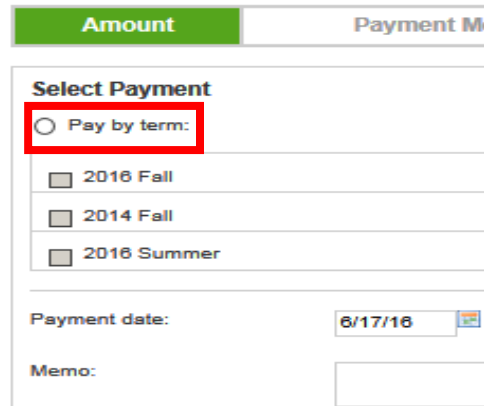 Amount Payment M
Select Payment
Pay by term:
2016 Fall
2014 Fall
2016 Summer
Payment date: 6/17/16
Memo: